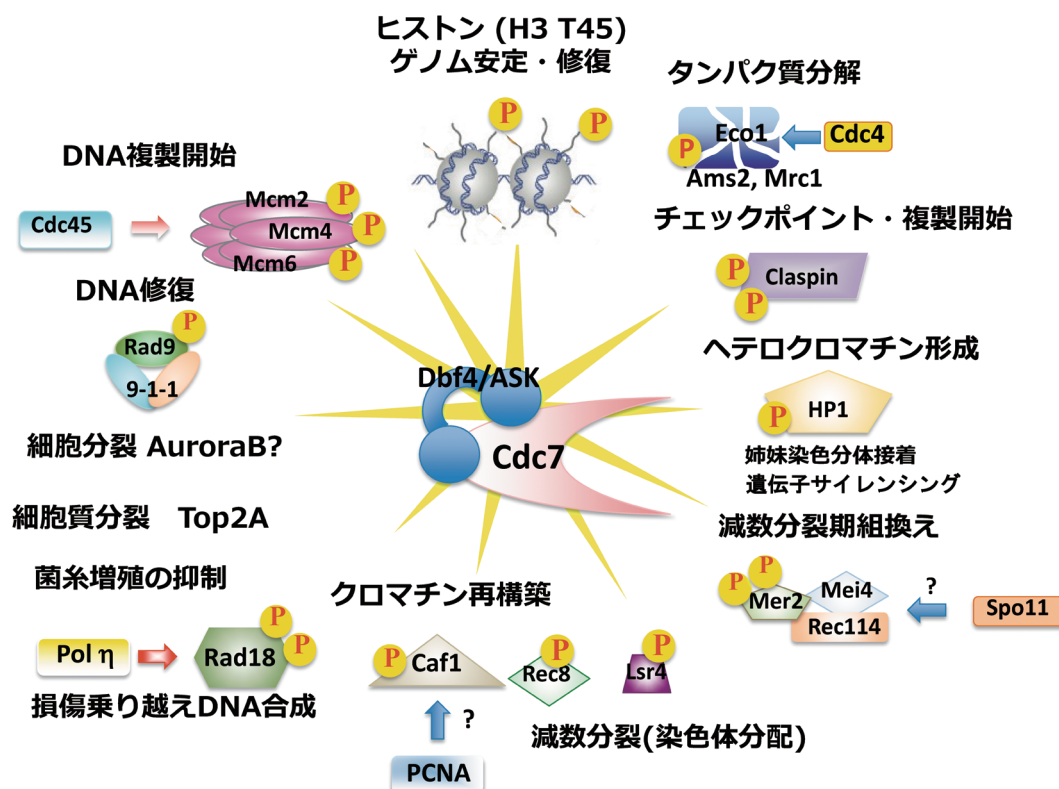 ヒストン (H3 T45)
ゲノム安定・修復
P
P
タンパク質分解
Eco1
P
Cdc4
Ams2, Mrc1
DNA複製開始
Cdc45
Mcm2
Mcm4
Mcm6
P
P
P
チェックポイント・複製開始
Claspin
P
P
DNA修復
Rad9
P
9-1-1
ヘテロクロマチン形成
HP1
P
姉妹染色分体接着
遺伝子サイレンシング
Dbf4/ASK
Cdc7
細胞分裂 AuroraB?
細胞質分裂 Top2A
減数分裂期組換え
P
P
Mer2
Mei4
Rec114
?
Spo11
菌糸増殖の抑制
Pol η
Rad18
P
P
損傷乗り越えDNA合成
クロマチン再構築
P
Caf1
P
Rec8
P
Lsr4
?
PCNA
減数分裂(染色体分配)